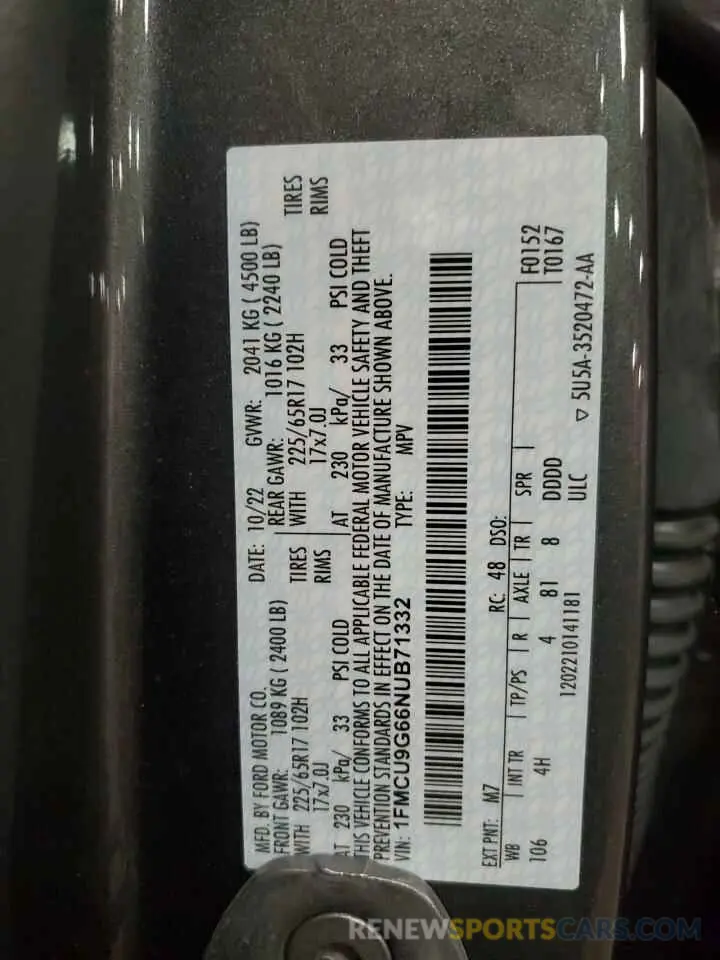 MFD. BY FORD MOTOR CO.
DATE: 10/22 GVWR: 2041 KG ( 4500 LB)
FRONT GAWR: 1089 KG ( 2400 LB) REAR GAWR: 1016 KG ( 2240 LB)
WITH 225/65R17 102H TIRES WITH 225/65R17 102H TIRES
17x7.0J RIMS 17x7.0J RIMS
AT 230 kPa/ 33 PSI COLD AT 230 kPa/ 33 PSI COLD
THIS VEHICLE CONFORMS TO ALL APPLICABLE FEDERAL MOTOR VEHICLE SAFETY AND THEFT
PREVENTION STANDARDS IN EFFECT ON THE DATE OF MANUFACTURE SHOWN ABOVE.
VIN: 1FMCU9G66NUB71332 TYPE: MPV
EXT PNT: M7 RC: 48 DSO:
WB INT TR TP/PS R AXLE TR SPR F0152
106 4H 4 81 8 DDDD T0167
1202210141181 ULC ▽ 5U5A-3520472-AA
RENEWSPORTCARS.COM